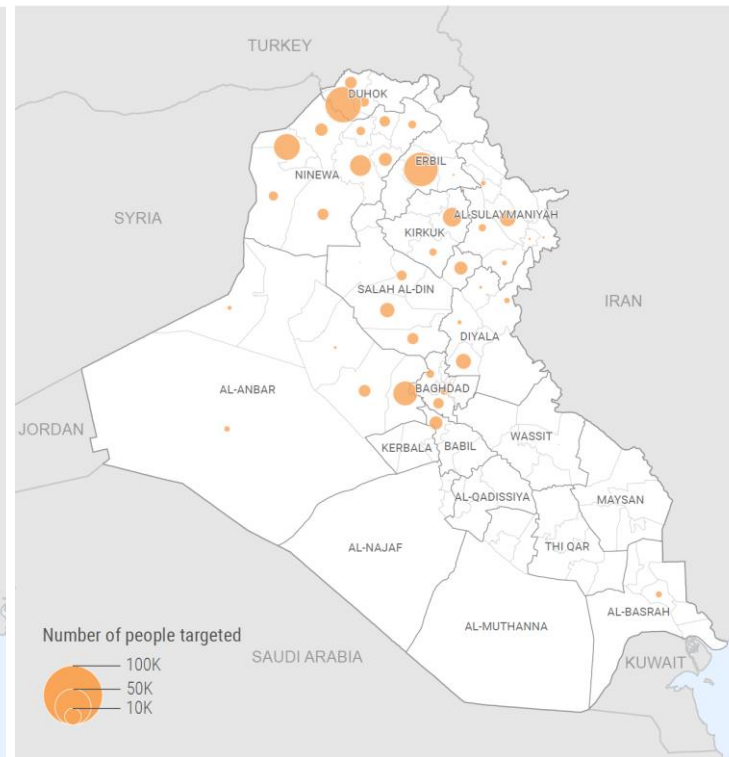 TURKEY
DUHOK
ERBIL
NINEWA
AL-SULAYMANIYAH
SYRIA
KIRKUK
SALAH AL-DIN
IRAN
DIYALA
AL-ANBAR
BAGHDAD
JORDAN
WASSIT
KERBALA
BABIL
AL-QADISSIYA
MAYSAN
AL-NAJAF
THI QAR
AL-BASRAH
AL-MUTHANNA
Number of people targeted
SAUDI ARABIA
KUWAIT
100K
50K
10K